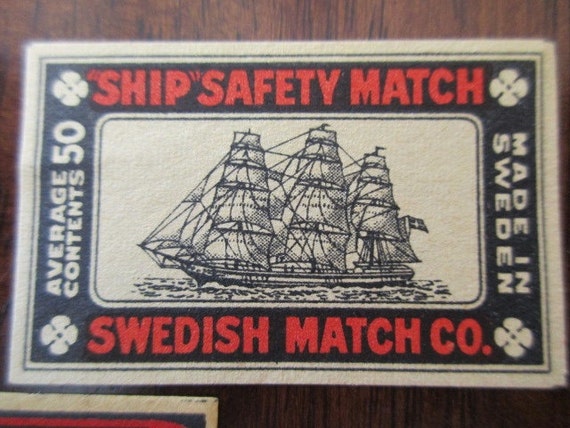 "SHIP" SAFETY MATCH
AVERAGE
CONTENTS 50
MADE IN
SWEDEN
SWEDISH MATCH CO.